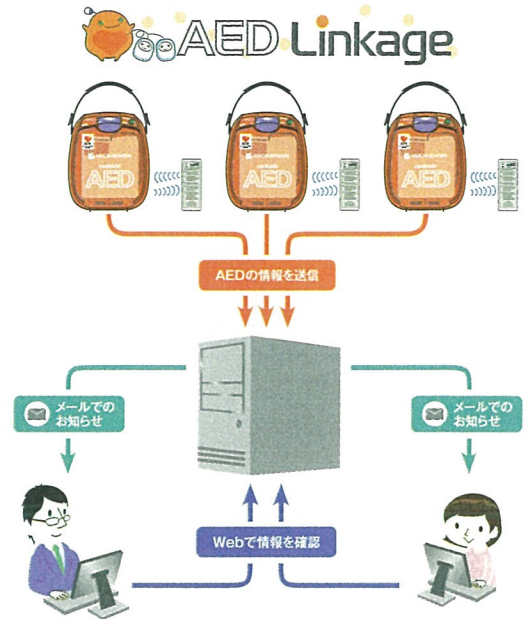 AED Linkage
AED
AED
AED
AEDの情報を送信
メールでの
お知らせ
メールでの
お知らせ
Webで情報を確認